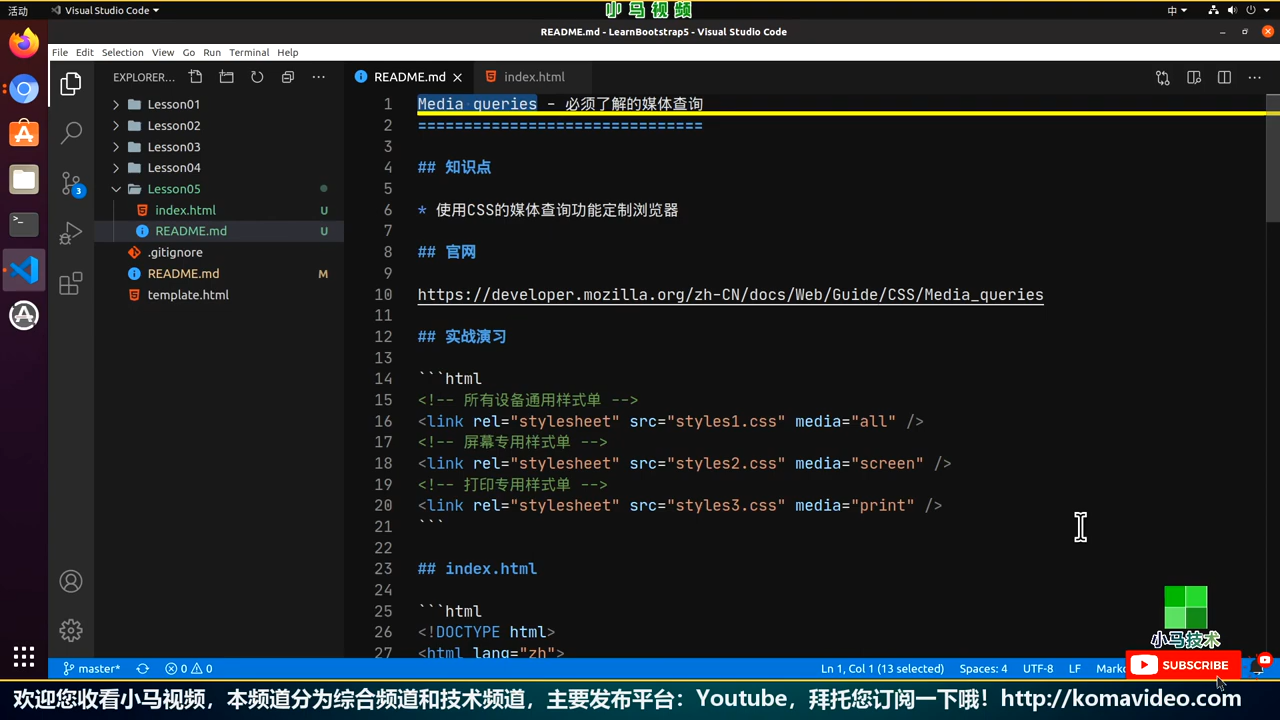 活动
Visual Studio Code
小马视频
中
README.md - LearnBootstrap5 - Visual Studio Code
File Edit Selection View Go Run Terminal Help
EXPLORER...
README.md
index.html
Lesson01
Lesson02
Lesson03
Lesson04
Lesson05
index.html U
README.md U
.gitignore
README.md M
template.html
3
1 Media queries - 必须了解的媒体查询
2 ===============================
3
4 ## 知识点
5
6 * 使用CSS的媒体查询功能定制浏览器
7
8 ## 官网
9
10 https://developer.mozilla.org/zh-CN/docs/Web/Guide/CSS/Media_queries
11
12 ## 实战演习
13
14 ```html
15 <!-- 所有设备通用样式单 -->
16 <link rel="stylesheet" src="styles1.css" media="all" />
17 <!-- 屏幕专用样式单 -->
18 <link rel="stylesheet" src="styles2.css" media="screen" />
19 <!-- 打印专用样式单 -->
20 <link rel="stylesheet" src="styles3.css" media="print" />
21 ```
22
23 ## index.html
24
25 ```html
26 <!DOCTYPE html>
27 <html lang="zh">
小马技术
SUBSCRIBE
master* 0 0 Ln 1, Col 1 (13 selected) Spaces: 4 UTF-8 LF
欢迎您收看小马视频，本频道分为综合频道和技术频道，主要发布平台：Youtube，拜托您订阅一下哦！http://komavideo.com